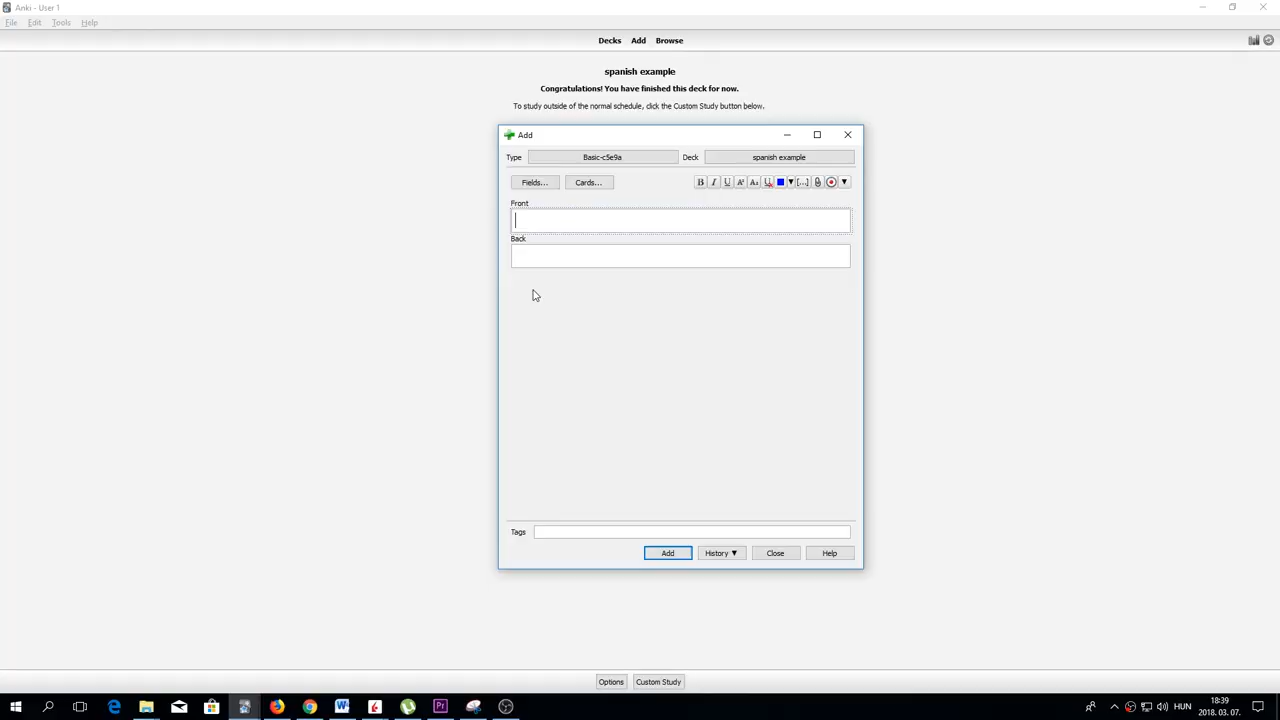 Anki - User 1
File Edit Tools Help
Decks Add Browse
spanish example
Congratulations! You have finished this deck for now.
To study outside of the normal schedule, click the Custom Study button below.
Add
Type Basic-c5e9a Deck spanish example
Fields... Cards... B I U A² A₂ U [...]
Front
Back
Tags
Add History ▼ Close Help
Options Custom Study
HUN
18:39
2018. 03. 07.